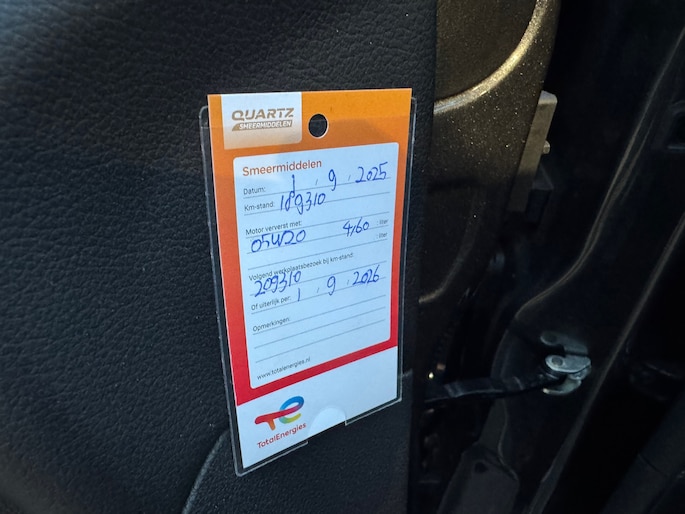 QUARTZ
SMEERMIDDELEN
Smeermiddelen
Datum: 1 , 9 , 2025
Km-stand: 189310
Motor ververst met:
05W20 4,60 liter
liter
Volgend werkplaatsbezoek bij km-stand:
209310
Of uiterlijk per: 1 , 9 , 2026
Opmerkingen:
www.totalenergies.nl
TotalEnergies